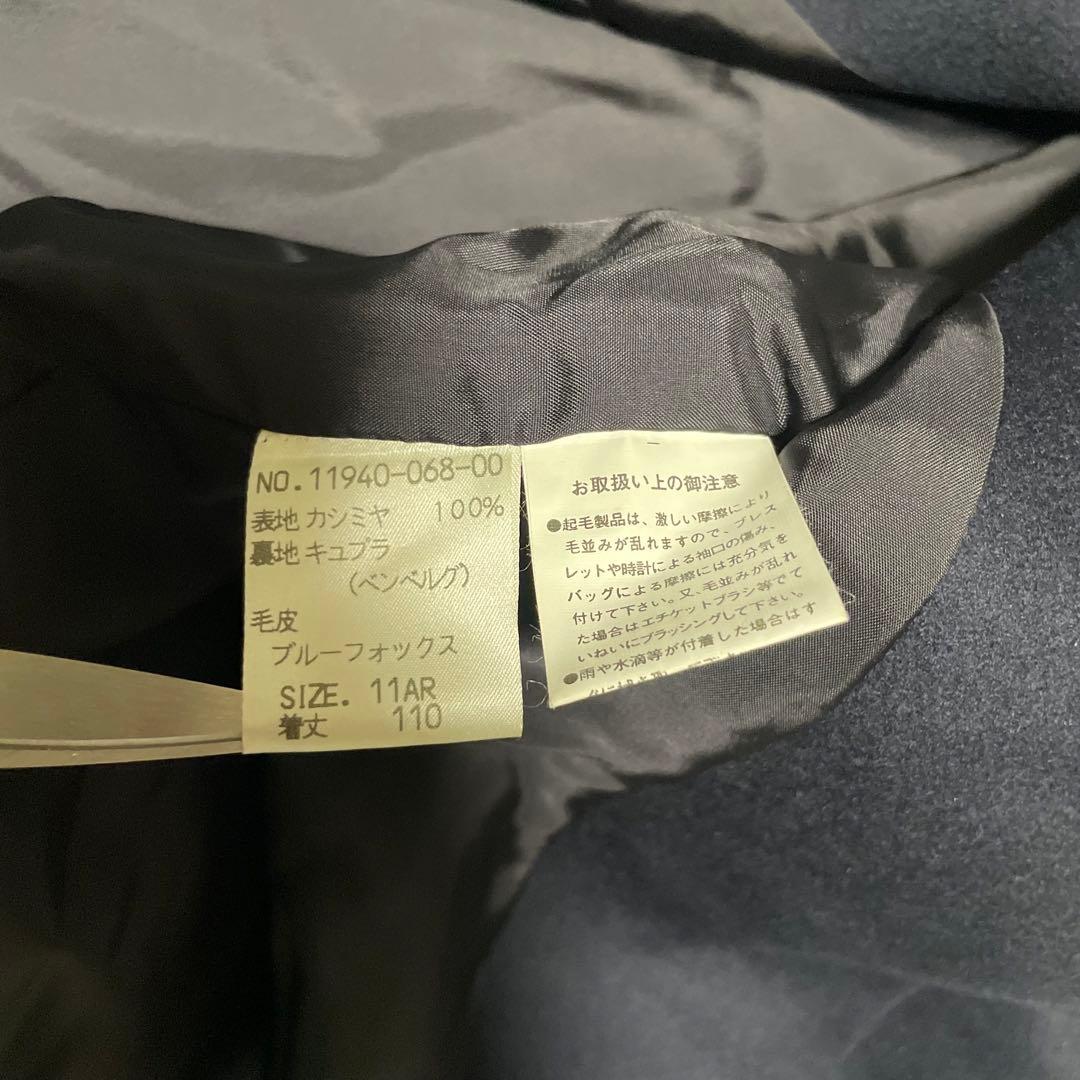 NO.11940-068-00
表地 カシミヤ 100%
裏地 キュプラ
(ベンベルグ)
毛皮
ブルーフォックス
SIZE. 11AR
着丈 110
お取扱い上の御注意
●起毛製品は、激しい摩擦により
毛並みが乱れますので、ブレス
レットや時計による袖口の傷み、
バッグによる摩擦には充分気を
付けて下さい。又、毛並みが乱れ
た場合はエチケットブラシ等でて
いねいにブラッシングして下さい。
●雨や水滴等が付着した場合はす